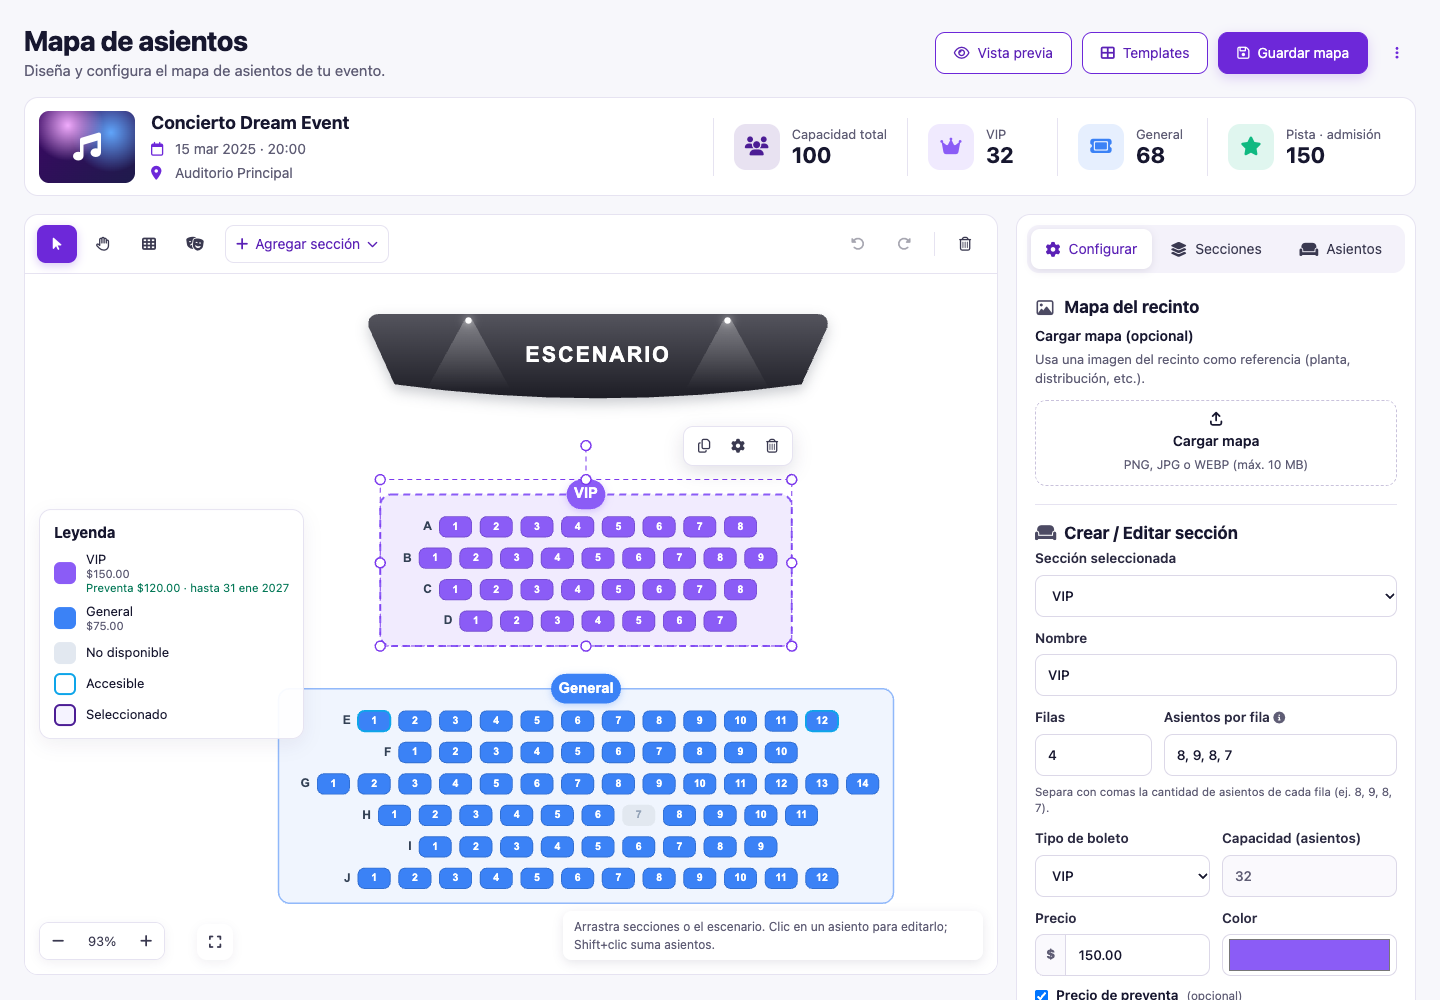 Mapa de asientos
Diseña y configura el mapa de asientos de tu evento.
Vista previa
Templates
Guardar mapa
Concierto Dream Event
15 mar 2025 · 20:00
Auditorio Principal
Capacidad total
100
VIP
32
General
68
Pista · admisión
150
Agregar sección
ESCENARIO
VIP
A 1 2 3 4 5 6 7 8
B 1 2 3 4 5 6 7 8 9
C 1 2 3 4 5 6 7 8
D 1 2 3 4 5 6 7
Leyenda
VIP
$150.00
Preventa $120.00 · hasta 31 ene 2027
General
$75.00
No disponible
Accesible
Seleccionado
General
E 1 2 3 4 5 6 7 8 9 10 11 12
F 1 2 3 4 5 6 7 8 9 10
G 1 2 3 4 5 6 7 8 9 10 11 12 13 14
H 1 2 3 4 5 6 7 8 9 10 11
I 1 2 3 4 5 6 7 8 9
J 1 2 3 4 5 6 7 8 9 10 11 12
93%
Arrastra secciones o el escenario. Clic en un asiento para editarlo;
Shift+clic suma asientos.
Configurar
Secciones
Asientos
Mapa del recinto
Cargar mapa (opcional)
Usa una imagen del recinto como referencia (planta,
distribución, etc.).
Cargar mapa
PNG, JPG o WEBP (máx. 10 MB)
Crear / Editar sección
Sección seleccionada
VIP
Nombre
VIP
Filas
Asientos por fila
4
8, 9, 8, 7
Separa con comas la cantidad de asientos de cada fila (ej. 8, 9, 8,
7).
Tipo de boleto
Capacidad (asientos)
VIP
32
Precio
Color
$ 150.00
Precio de preventa (opcional)